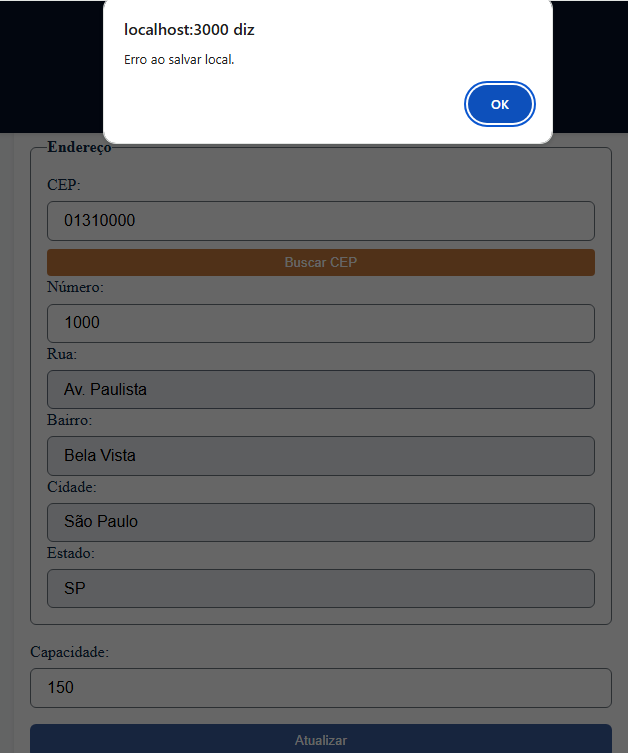 localhost:3000 diz
Erro ao salvar local.
OK
Endereço
CEP:
01310000
Buscar CEP
Número:
1000
Rua:
Av. Paulista
Bairro:
Bela Vista
Cidade:
São Paulo
Estado:
SP
Capacidade:
150
Atualizar